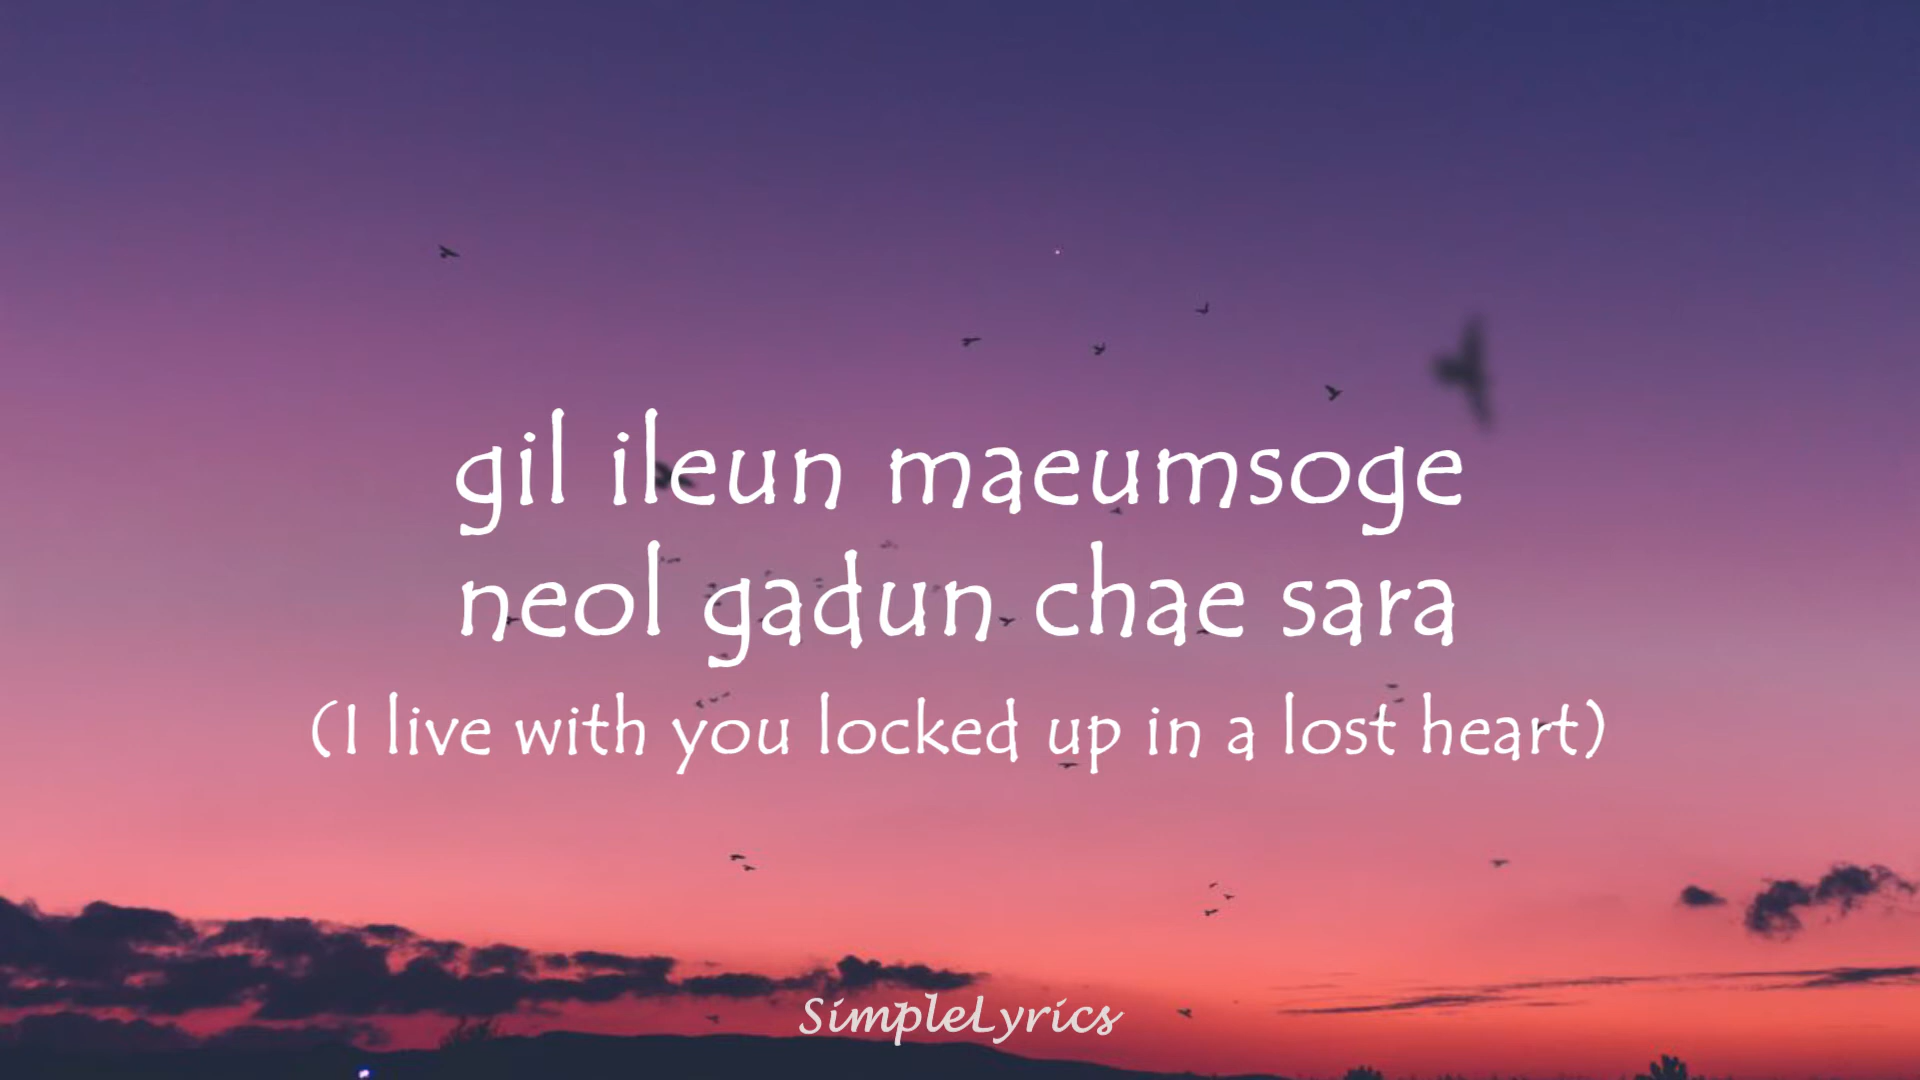 gil ileun maeumsoge
neol gadun chae sara
(I live with you locked up in a lost heart)
SimpleLyrics